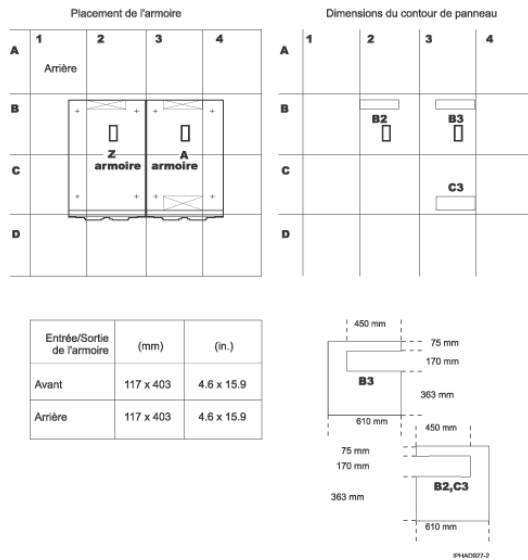 Placement de l'armoire
1 2 3 4
A
Arrière
B
Z A
armoire armoire
C
D
Dimensions du contour de panneau
1 2 3 4
A
B
B2 B3
C
C3
D
Entrée/Sortie de l'armoire (mm) (in.)
Avant 117 x 403 4.6 x 15.9
Arrière 117 x 403 4.6 x 15.9
450 mm
75 mm
170 mm
B3
363 mm
610 mm
450 mm
75 mm
170 mm
B2,C3
363 mm
610 mm
IPHAD927-2